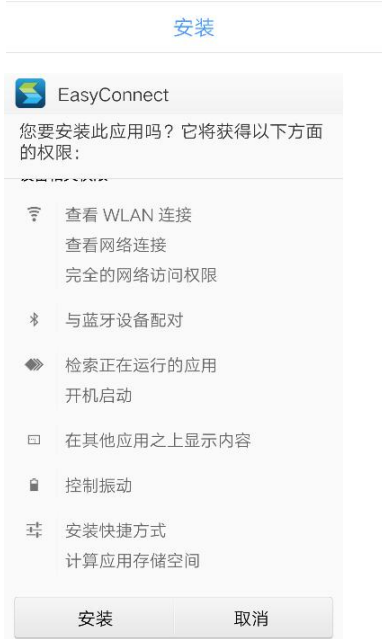 安装
EasyConnect
您要安装此应用吗？它将获得以下方面
的权限：
查看 WLAN 连接
查看网络连接
完全的网络访问权限
与蓝牙设备配对
检索正在运行的应用
开机启动
在其他应用之上显示内容
控制振动
安装快捷方式
计算应用存储空间
安装 取消